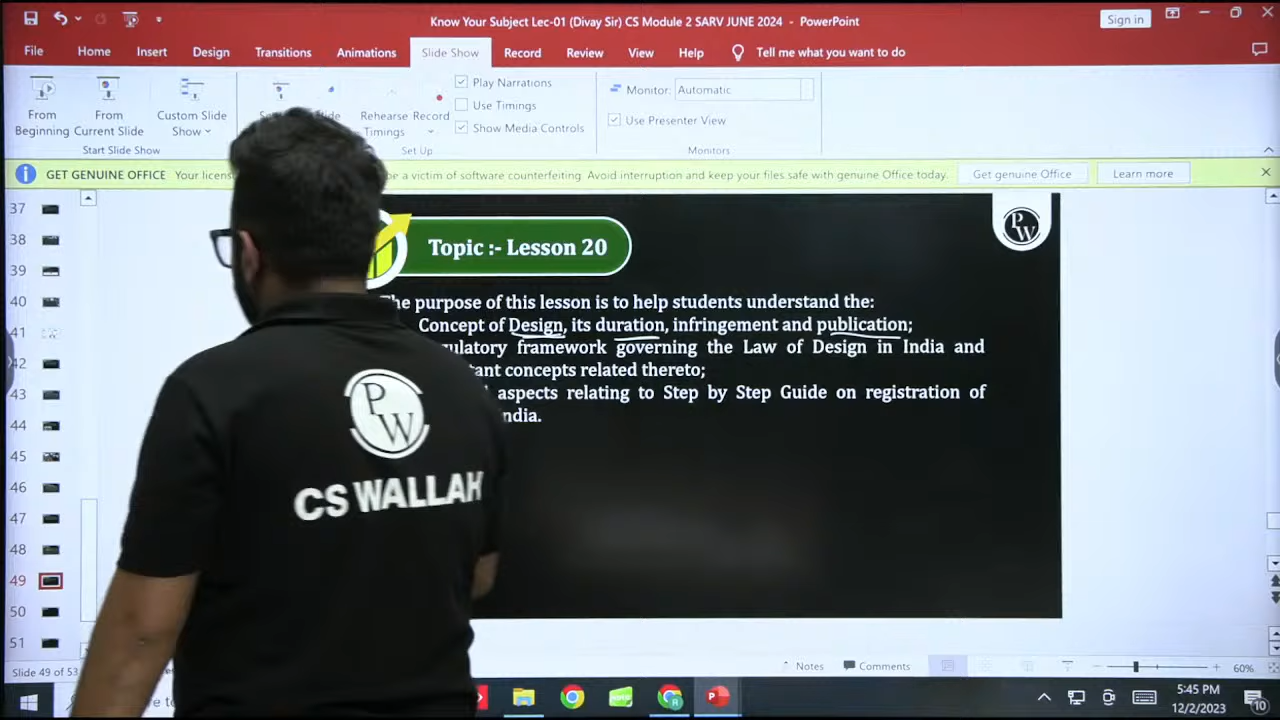 Know Your Subject Lec-01 (Divay Sir) CS Module 2 SARV JUNE 2024 - PowerPoint
Sign in
File Home Insert Design Transitions Animations Slide Show Record Review View Help Tell me what you want to do
From Beginning
From Current Slide
Custom Slide Show
Start Slide Show
Rehearse Timings
Record
Set Up
Play Narrations
Use Timings
Show Media Controls
Monitor: Automatic
Use Presenter View
Monitors
GET GENUINE OFFICE Your be a victim of software counterfeiting. Avoid interruption and keep your files safe with genuine Office today. Get genuine Office Learn more
37
38
39
40
41
42
43
44
45
46
47
48
49
50
51
PW
Topic :- Lesson 20
The purpose of this lesson is to help students understand the:
Concept of Design, its duration, infringement and publication;
framework governing the Law of Design in India and
concepts related thereto;
aspects relating to Step by Step Guide on registration of
PW
CS WALLAH
Slide 49 of 53
Notes Comments 60%
5:45 PM
12/2/2023
10